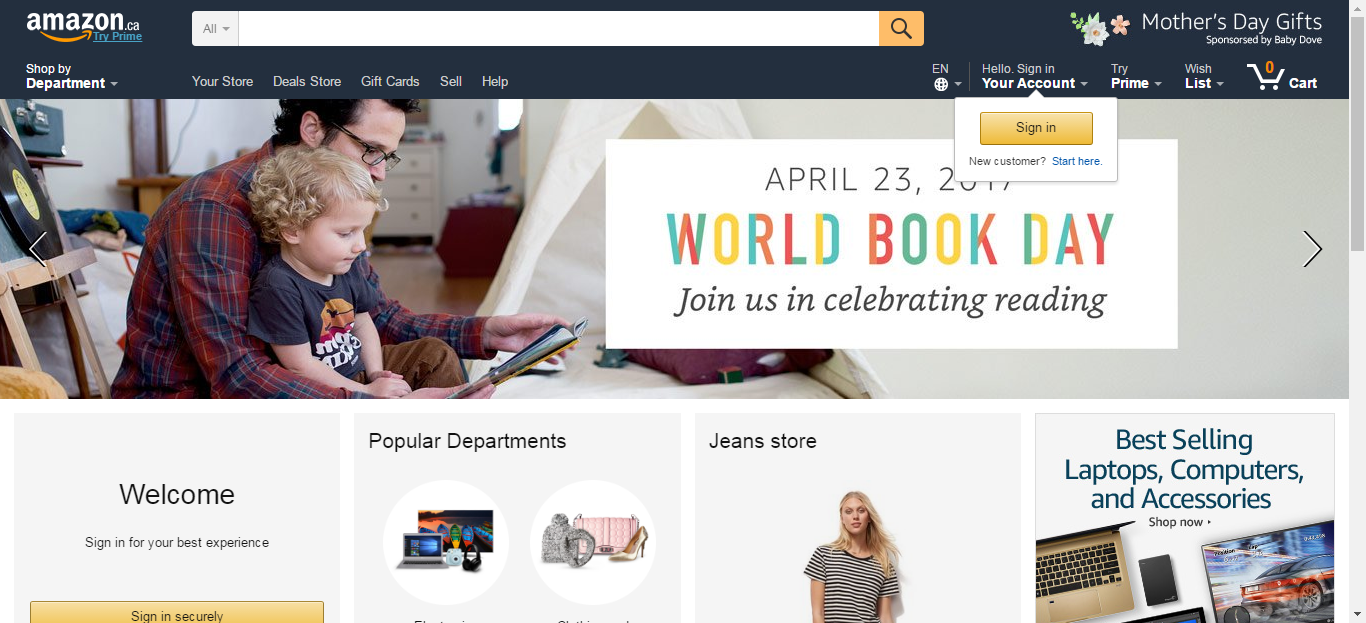 amazon.ca
Try Prime
All
Mother's Day Gifts
Sponsorsed by Baby Dove
Shop by
Department
Your Store
Deals Store
Gift Cards
Sell
Help
EN
Hello. Sign in
Your Account
Try
Prime
Wish
List
0
Cart
Sign in
New customer? Start here.
APRIL 23, 2017
WORLD BOOK DAY
Join us in celebrating reading
Welcome
Sign in for your best experience
Sign in securely
Popular Departments
Jeans store
Best Selling
Laptops, Computers,
and Accessories
Shop now